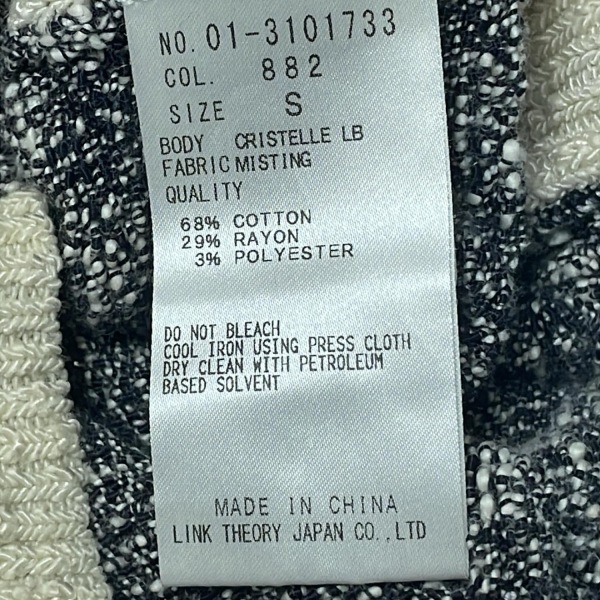 NO. 01-3101733
COL. 882
SIZE S
BODY CRISTELLE LB
FABRIC MISTING
QUALITY
68% COTTON
29% RAYON
3% POLYESTER
DO NOT BLEACH
COOL IRON USING PRESS CLOTH
DRY CLEAN WITH PETROLEUM
BASED SOLVENT
MADE IN CHINA
LINK THEORY JAPAN CO.,LTD